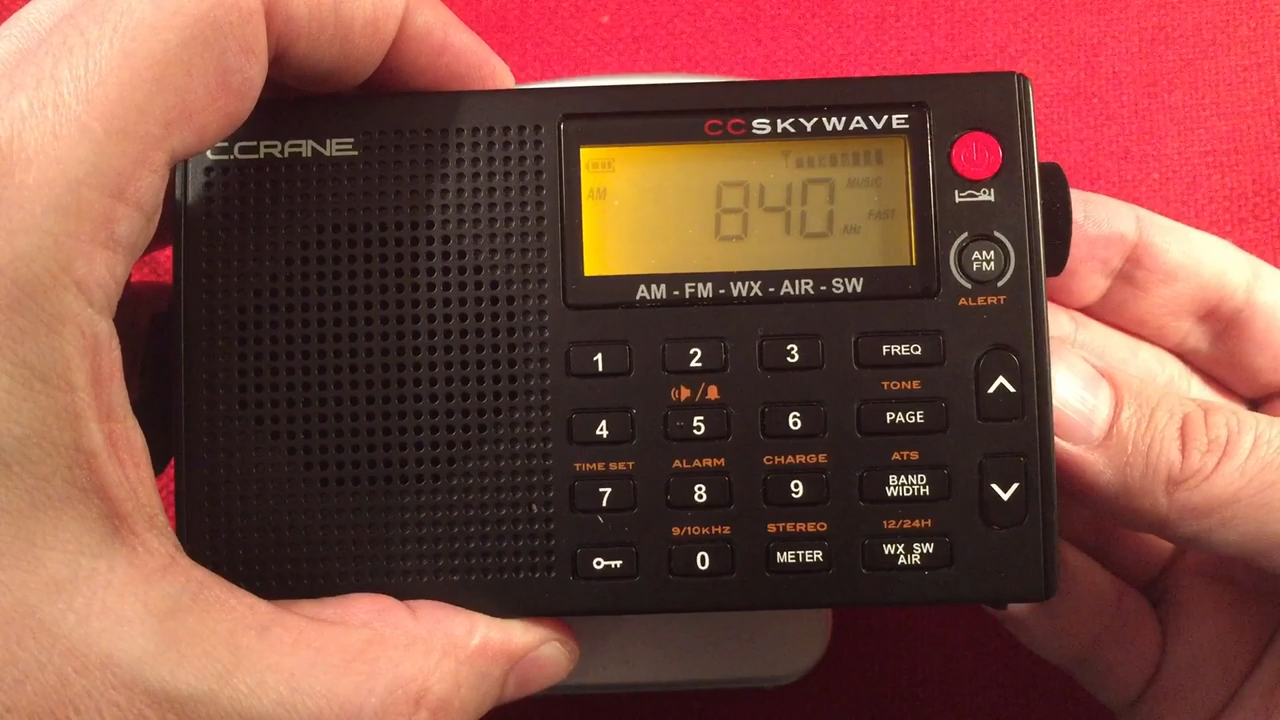 C.CRANE
CCSKYWAVE
AM
840
MUSIC
FAST
KHz
AM - FM - WX - AIR - SW
AM
FM
ALERT
1
2
3
FREQ
TONE
4
5
6
PAGE
TIME SET
ALARM
CHARGE
ATS
7
8
9
BAND
WIDTH
9/10KHZ
STEREO
12/24H
0
METER
WX SW
AIR